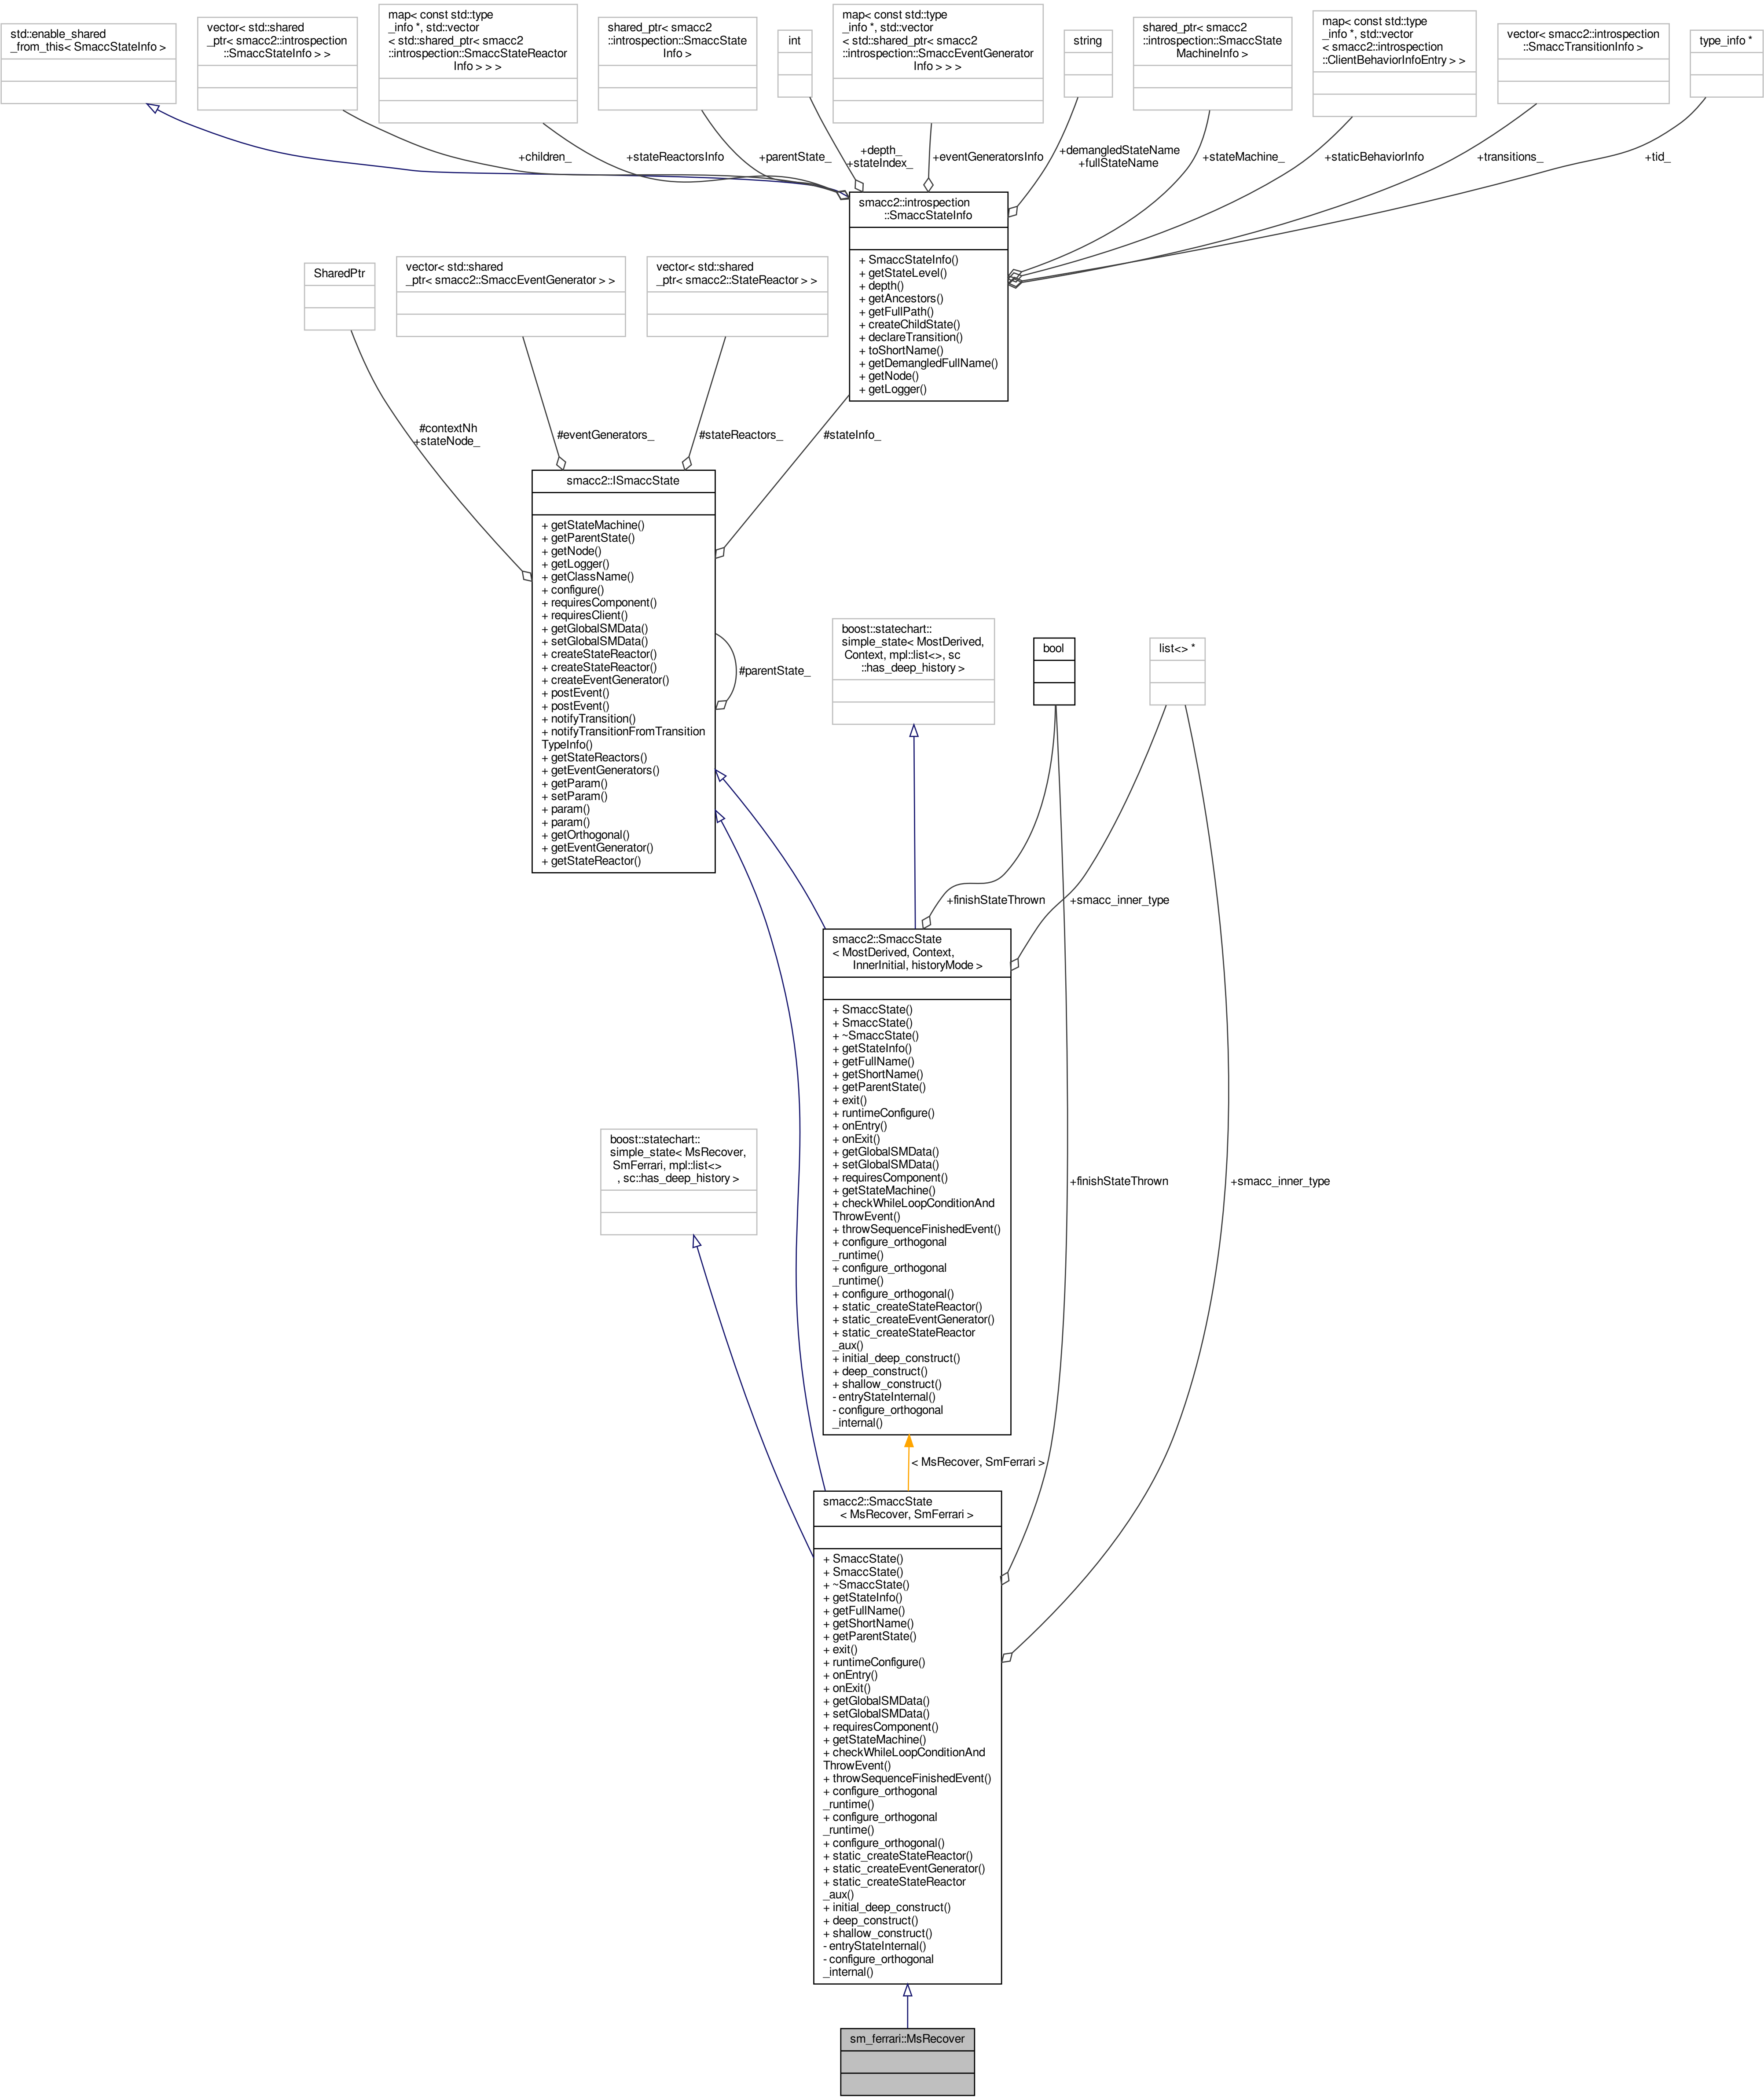 std::enable_shared
_from_this< SmaccStateInfo >
vector< std::shared
_ptr< smacc2::introspection
::SmaccStateInfo > >
map< const std::type
_info *, std::vector
< std::shared_ptr< smacc2
::introspection::SmaccStateReactor
Info > > >
shared_ptr< smacc2
::introspection::SmaccState
Info >
int
map< const std::type
_info *, std::vector
< std::shared_ptr< smacc2
::introspection::SmaccEventGenerator
Info > > >
string
shared_ptr< smacc2
::introspection::SmaccState
MachineInfo >
map< const std::type
_info *, std::vector
< smacc2::introspection
::ClientBehaviorInfoEntry > >
vector< smacc2::introspection
::SmaccTransitionInfo >
type_info *
+children_
+stateReactorsInfo
+parentState_
+depth_
+stateIndex_
+eventGeneratorsInfo
+demangledStateName
+fullStateName
+stateMachine_
+staticBehaviorInfo
+transitions_
+tid_
smacc2::introspection
::SmaccStateInfo
+ SmaccStateInfo()
+ getStateLevel()
+ depth()
+ getAncestors()
+ getFullPath()
+ createChildState()
+ declareTransition()
+ toShortName()
+ getDemangledFullName()
+ getNode()
+ getLogger()
SharedPtr
vector< std::shared
_ptr< smacc2::SmaccEventGenerator > >
vector< std::shared
_ptr< smacc2::StateReactor > >
#contextNh
+stateNode_
#eventGenerators_
#stateReactors_
#stateInfo_
smacc2::ISmaccState
+ getStateMachine()
+ getParentState()
+ getNode()
+ getLogger()
+ getClassName()
+ configure()
+ requiresComponent()
+ requiresClient()
+ getGlobalSMData()
+ setGlobalSMData()
+ createStateReactor()
+ createStateReactor()
+ createEventGenerator()
+ postEvent()
+ postEvent()
+ notifyTransition()
+ notifyTransitionFromTransition
TypeInfo()
+ getStateReactors()
+ getEventGenerators()
+ getParam()
+ setParam()
+ param()
+ param()
+ getOrthogonal()
+ getEventGenerator()
+ getStateReactor()
#parentState_
boost::statechart::
simple_state< MostDerived,
Context, mpl::list<>, sc
::has_deep_history >
bool
list<> *
+finishStateThrown
+smacc_inner_type
smacc2::SmaccState
< MostDerived, Context,
InnerInitial, historyMode >
+ SmaccState()
+ SmaccState()
+ ~SmaccState()
+ getStateInfo()
+ getFullName()
+ getShortName()
+ getParentState()
+ exit()
+ runtimeConfigure()
+ onEntry()
+ onExit()
+ getGlobalSMData()
+ setGlobalSMData()
+ requiresComponent()
+ getStateMachine()
+ checkWhileLoopConditionAnd
ThrowEvent()
+ throwSequenceFinishedEvent()
+ configure_orthogonal
_runtime()
+ configure_orthogonal
_runtime()
+ configure_orthogonal()
+ static_createStateReactor()
+ static_createEventGenerator()
+ static_createStateReactor
_aux()
+ initial_deep_construct()
+ deep_construct()
+ shallow_construct()
- entryStateInternal()
- configure_orthogonal
_internal()
boost::statechart::
simple_state< MsRecover,
SmFerrari, mpl::list<>
, sc::has_deep_history >
+finishStateThrown
+smacc_inner_type
< MsRecover, SmFerrari >
smacc2::SmaccState
< MsRecover, SmFerrari >
+ SmaccState()
+ SmaccState()
+ ~SmaccState()
+ getStateInfo()
+ getFullName()
+ getShortName()
+ getParentState()
+ exit()
+ runtimeConfigure()
+ onEntry()
+ onExit()
+ getGlobalSMData()
+ setGlobalSMData()
+ requiresComponent()
+ getStateMachine()
+ checkWhileLoopConditionAnd
ThrowEvent()
+ throwSequenceFinishedEvent()
+ configure_orthogonal
_runtime()
+ configure_orthogonal
_runtime()
+ configure_orthogonal()
+ static_createStateReactor()
+ static_createEventGenerator()
+ static_createStateReactor
_aux()
+ initial_deep_construct()
+ deep_construct()
+ shallow_construct()
- entryStateInternal()
- configure_orthogonal
_internal()
sm_ferrari::MsRecover